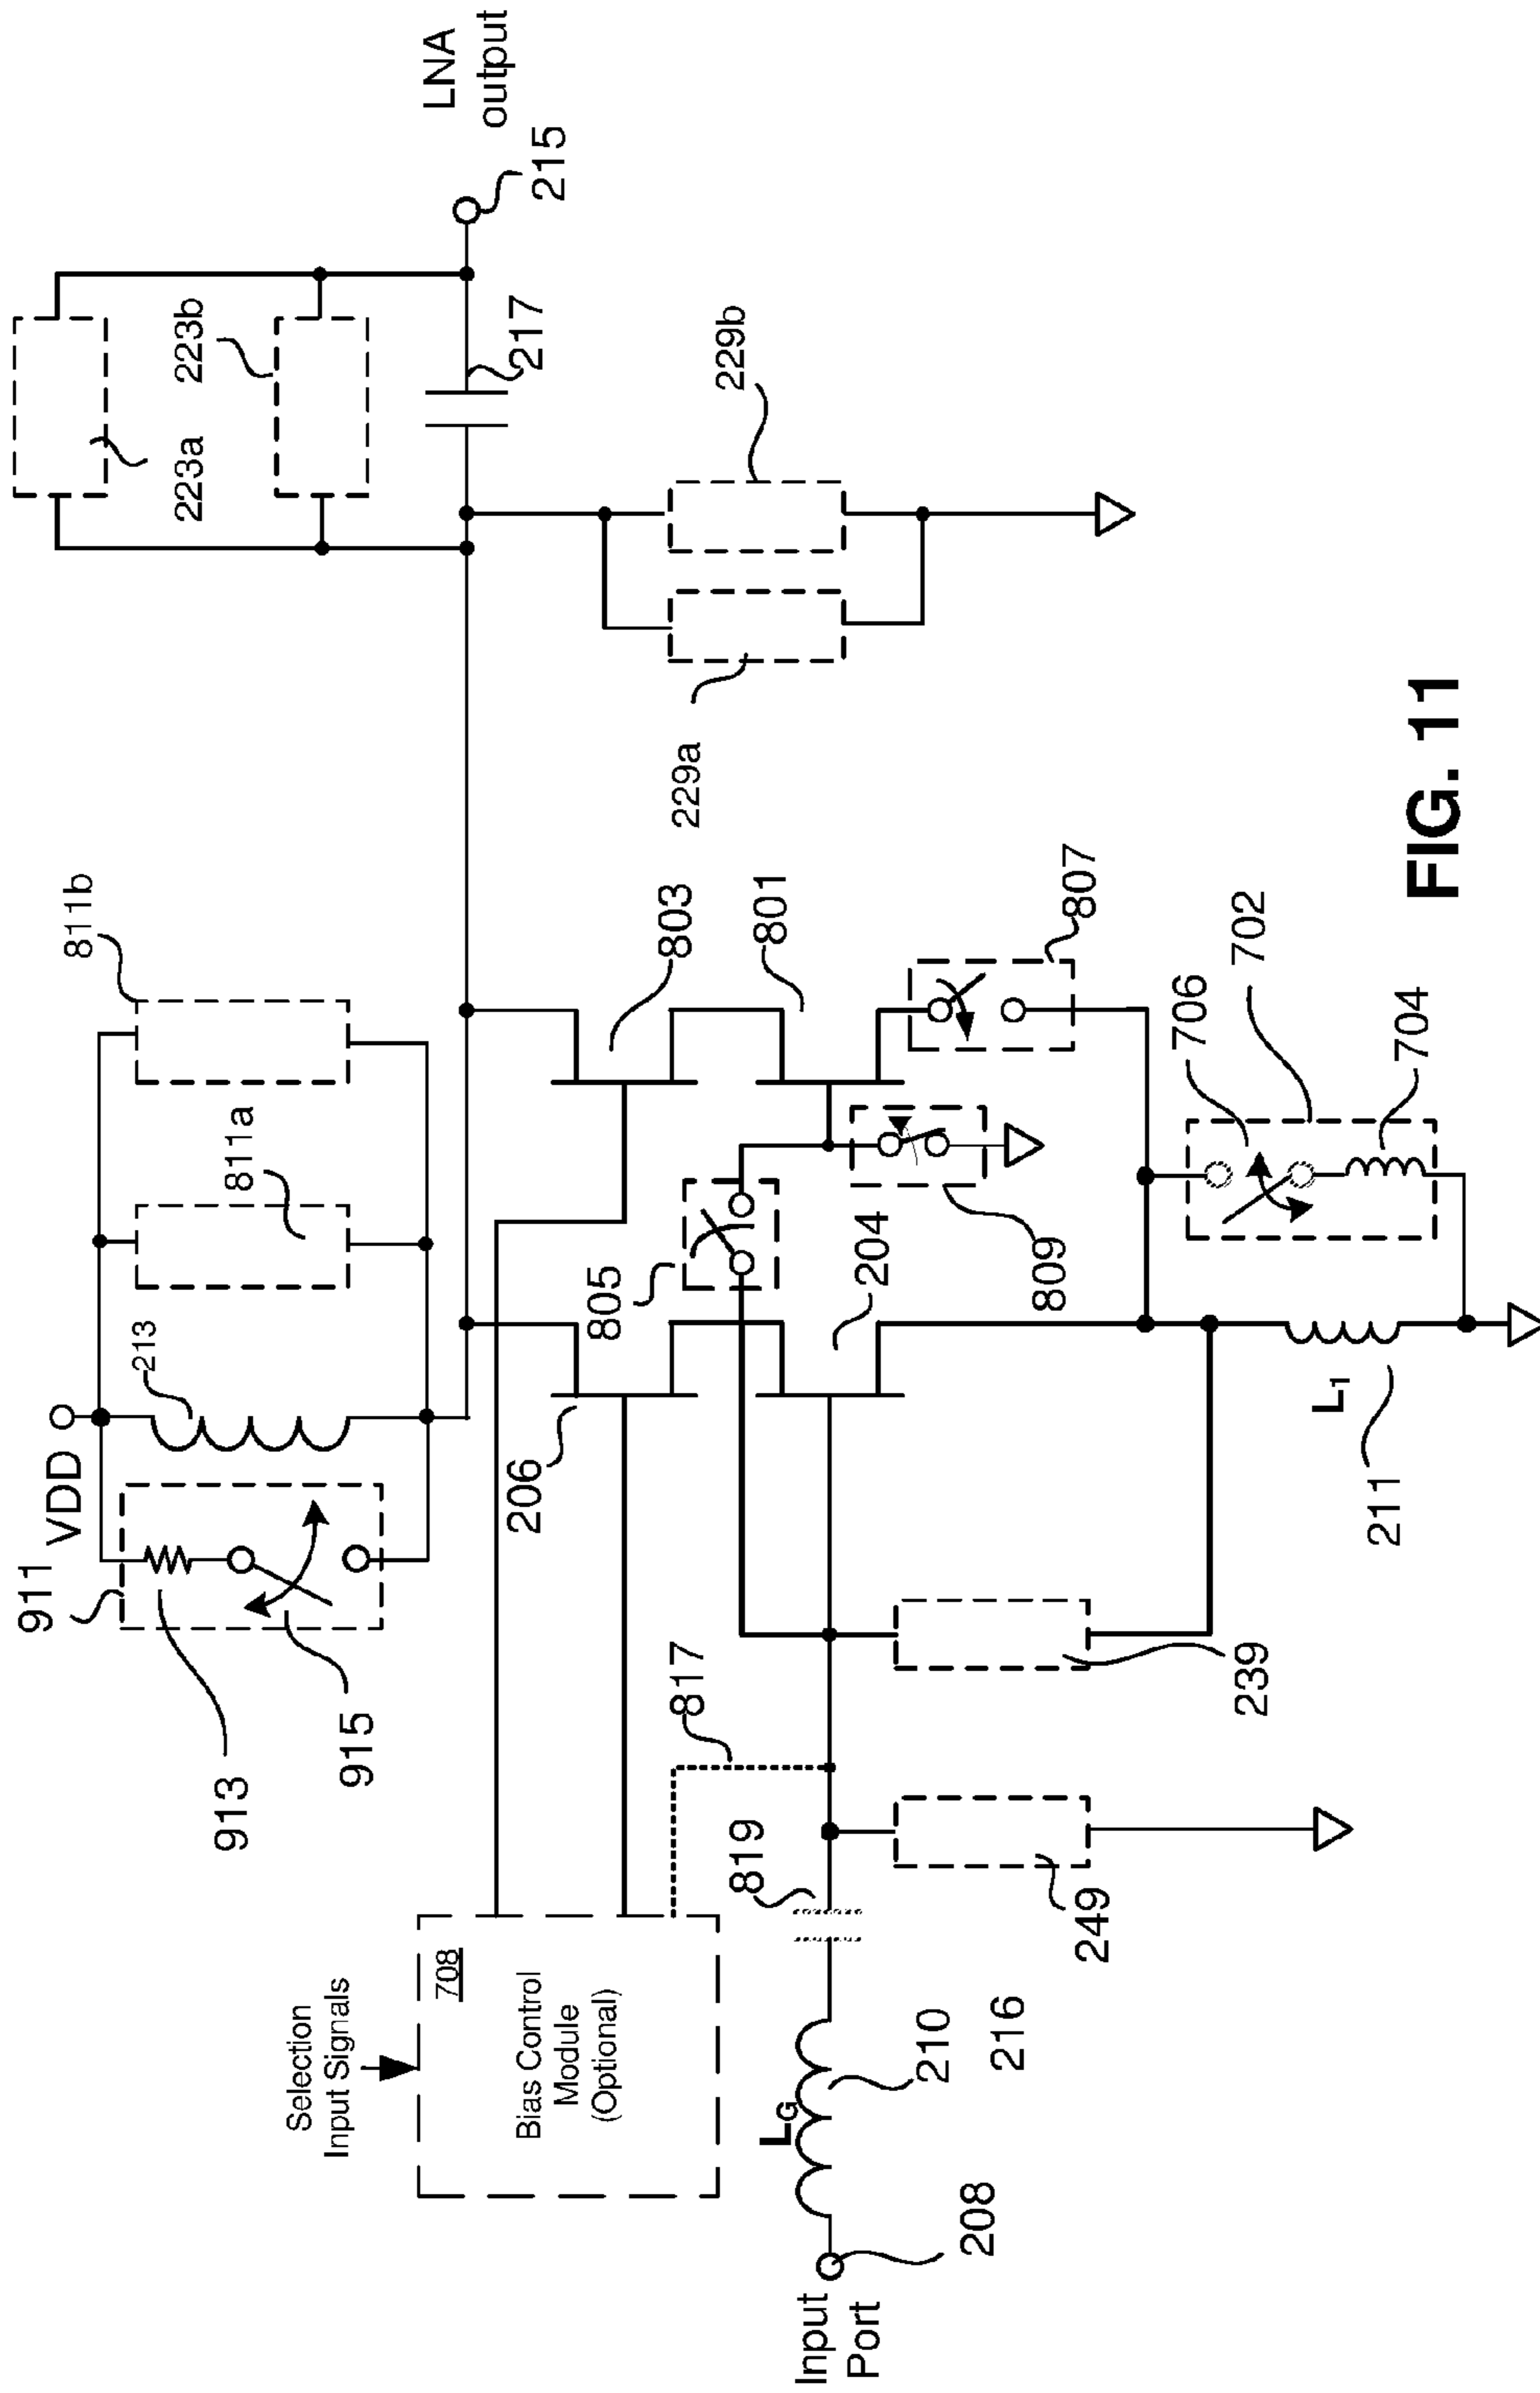 LNA
output
215
223b
223a
217
229b
229a
811b
811a
213
VDD
911
913
915
803
801
807
805
206
204
809
702
706
704
L1
211
817
239
819
249
Selection
Input Signals
708
Bias Control
Module
(Optional)
LG
210
216
208
Input
Port
FIG. 11